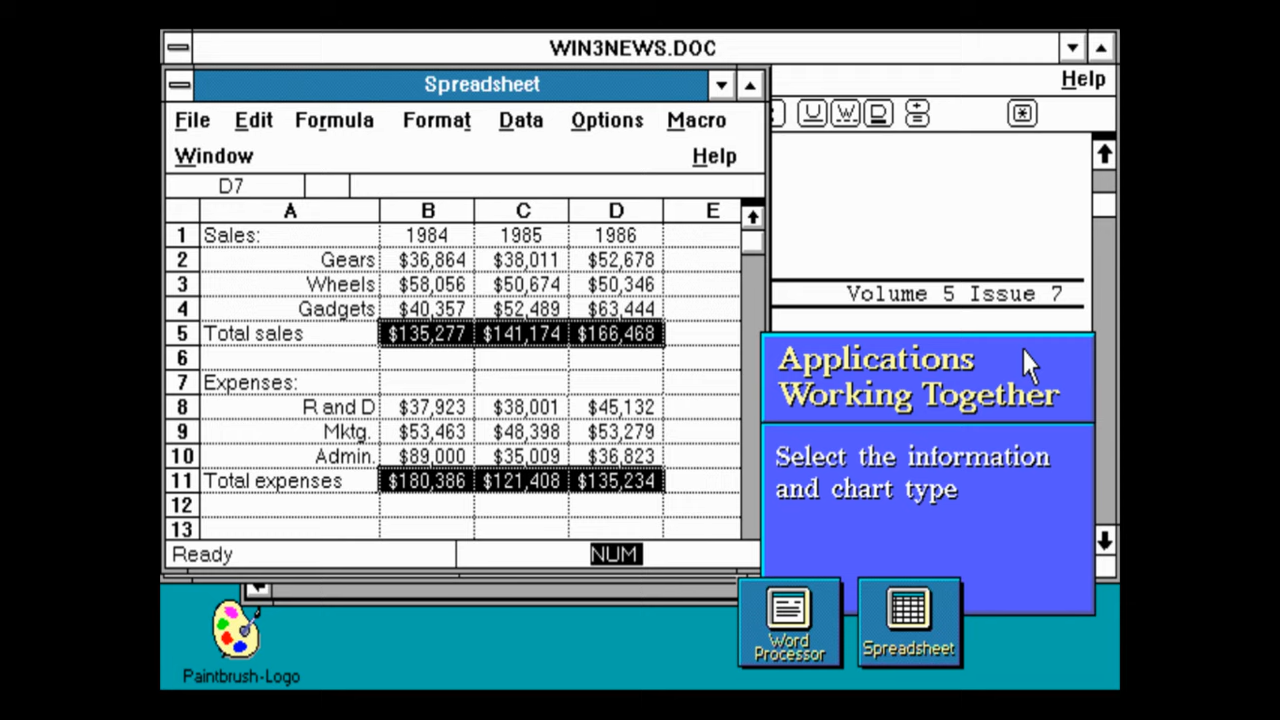 WIN3NEWS.DOC
Help
U W D
Volume 5 Issue 7
Spreadsheet
File Edit Formula Format Data Options Macro
Window Help
D7
A B C D E
1 Sales: 1984 1985 1986
2 Gears $36,864 $38,011 $52,678
3 Wheels $58,056 $50,674 $50,346
4 Gadgets $40,357 $52,489 $63,444
5 Total sales $135,277 $141,174 $166,468
6
7 Expenses:
8 R and D $37,923 $38,001 $45,132
9 Mktg. $53,463 $48,398 $53,279
10 Admin. $89,000 $35,009 $36,823
11 Total expenses $180,386 $121,408 $135,234
12
13
Ready NUM
Applications
Working Together
Select the information
and chart type
Word
Processor
Spreadsheet
Paintbrush-Logo